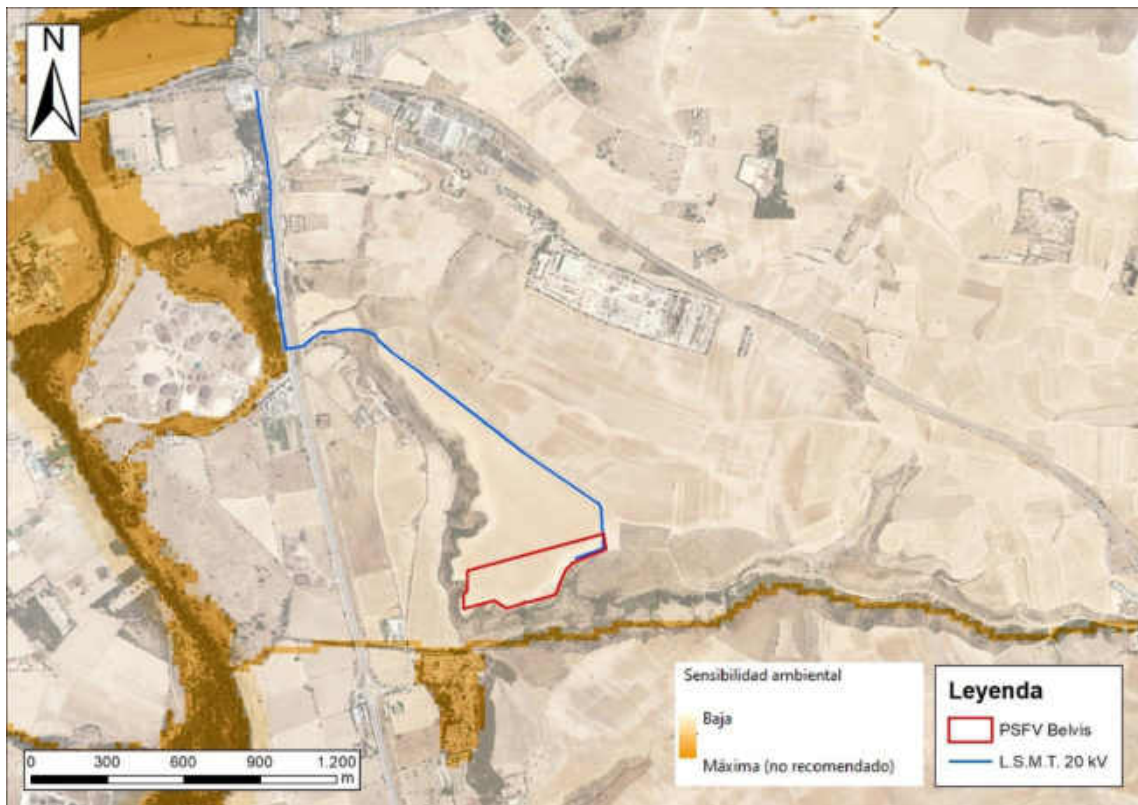 N
Sensibilidad ambiental
Baja
Máxima (no recomendado)
Leyenda
PSFV Belvis
L.S.M.T. 20 kV
0 300 600 900 1.200
m